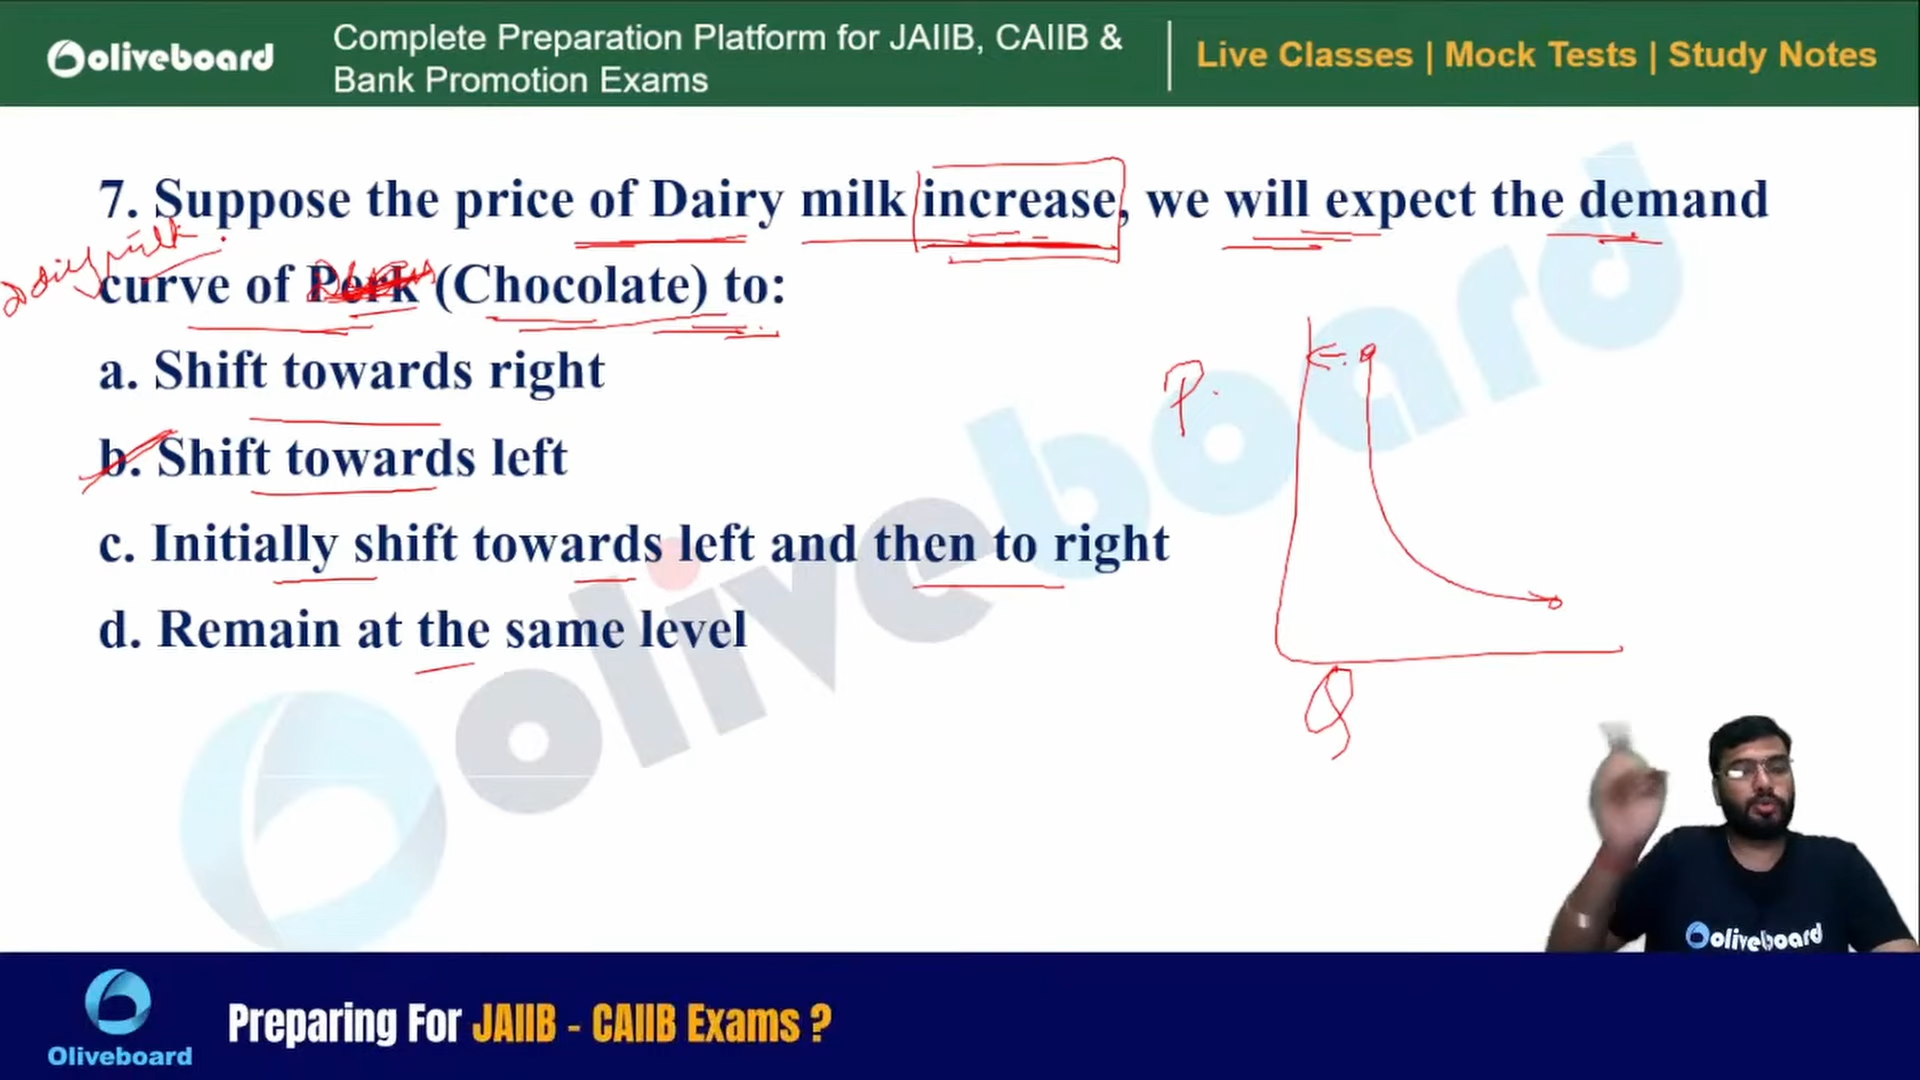 oliveboard
Complete Preparation Platform for JAIIB, CAIIB &
Bank Promotion Exams
Live Classes | Mock Tests | Study Notes
7. Suppose the price of Dairy milk increase, we will expect the demand
Dairy milk
curve of Perk (Chocolate) to:
a. Shift towards right
b. Shift towards left
c. Initially shift towards left and then to right
d. Remain at the same level
P
Q
oliveboard
oliveboard
Oliveboard
Preparing For JAIIB - CAIIB Exams ?